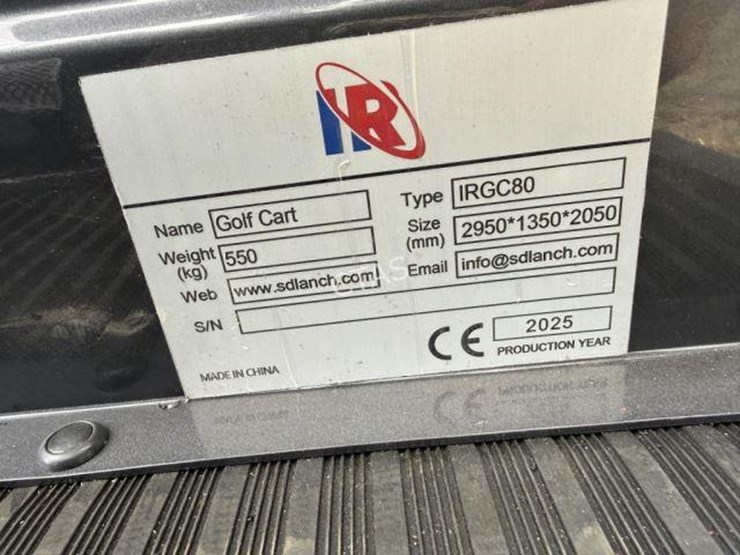 IR
Name Golf Cart Type IRGC80
Weight (kg) 550 Size (mm) 2950*1350*2050
Web www.sdlanch.com Email info@sdlanch.com
S/N
CE 2025
PRODUCTION YEAR
MADE IN CHINA